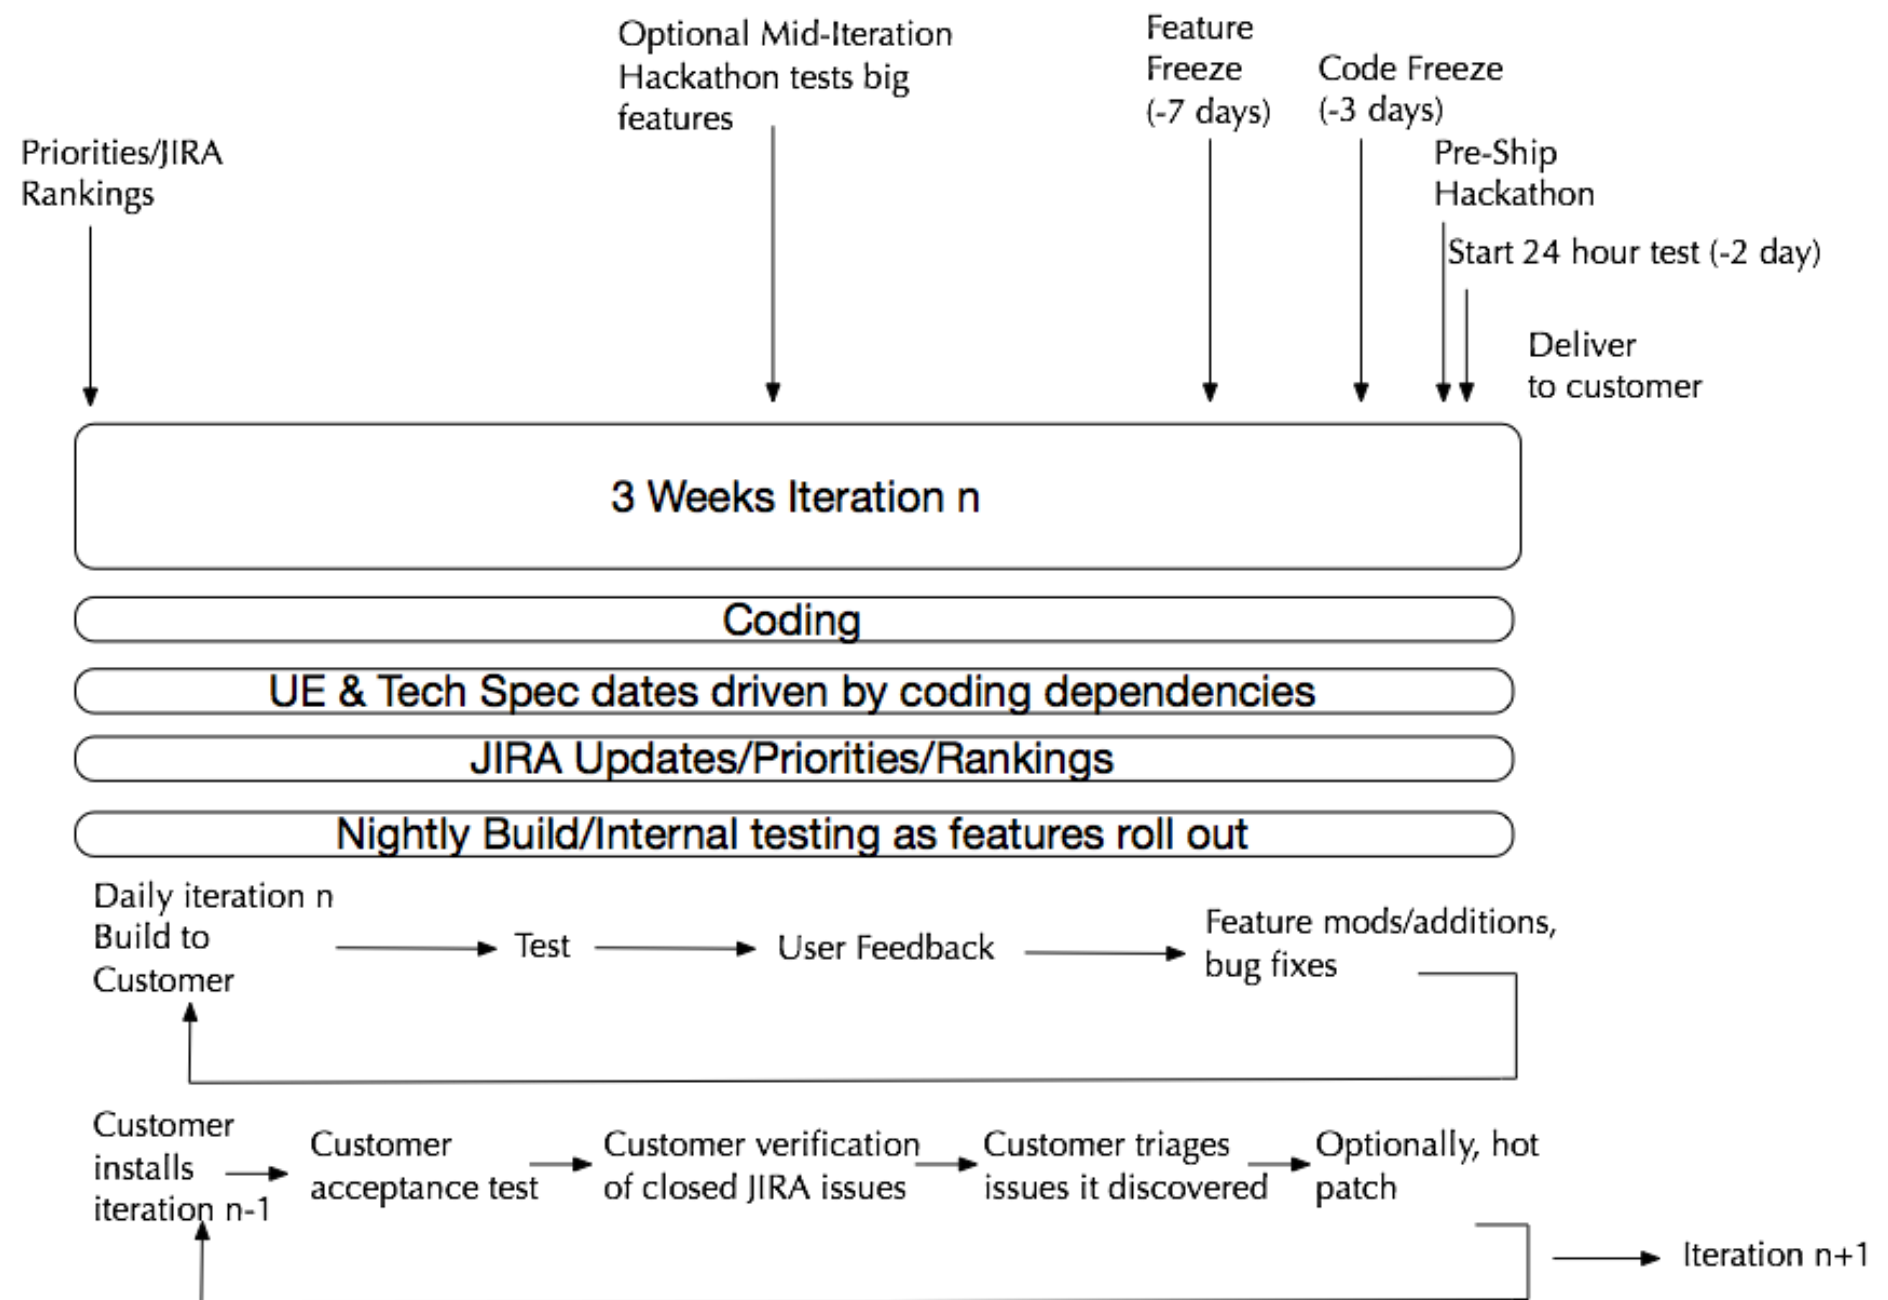 Optional Mid-Iteration
Hackathon tests big
features
Feature
Freeze
(-7 days)
Code Freeze
(-3 days)
Priorities/JIRA
Rankings
Pre-Ship
Hackathon
Start 24 hour test (-2 day)
Deliver
to customer
3 Weeks Iteration n
Coding
UE & Tech Spec dates driven by coding dependencies
JIRA Updates/Priorities/Rankings
Nightly Build/Internal testing as features roll out
Daily iteration n
Build to
Customer
Test
User Feedback
Feature mods/additions,
bug fixes
Customer
installs
iteration n-1
Customer
acceptance test
Customer verification
of closed JIRA issues
Customer triages
issues it discovered
Optionally, hot
patch
Iteration n+1